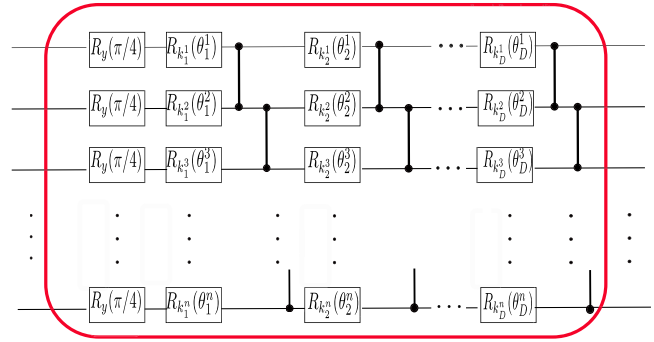 R_y(π/4) R_{k_1^1}(θ_1^1) R_{k_2^1}(θ_2^1) ··· R_{k_D^1}(θ_D^1)
R_y(π/4) R_{k_1^2}(θ_1^2) R_{k_2^2}(θ_2^2) ··· R_{k_D^2}(θ_D^2)
R_y(π/4) R_{k_1^3}(θ_1^3) R_{k_2^3}(θ_2^3) ··· R_{k_D^3}(θ_D^3)
R_y(π/4) R_{k_1^n}(θ_1^n) R_{k_2^n}(θ_2^n) ··· R_{k_D^n}(θ_D^n)